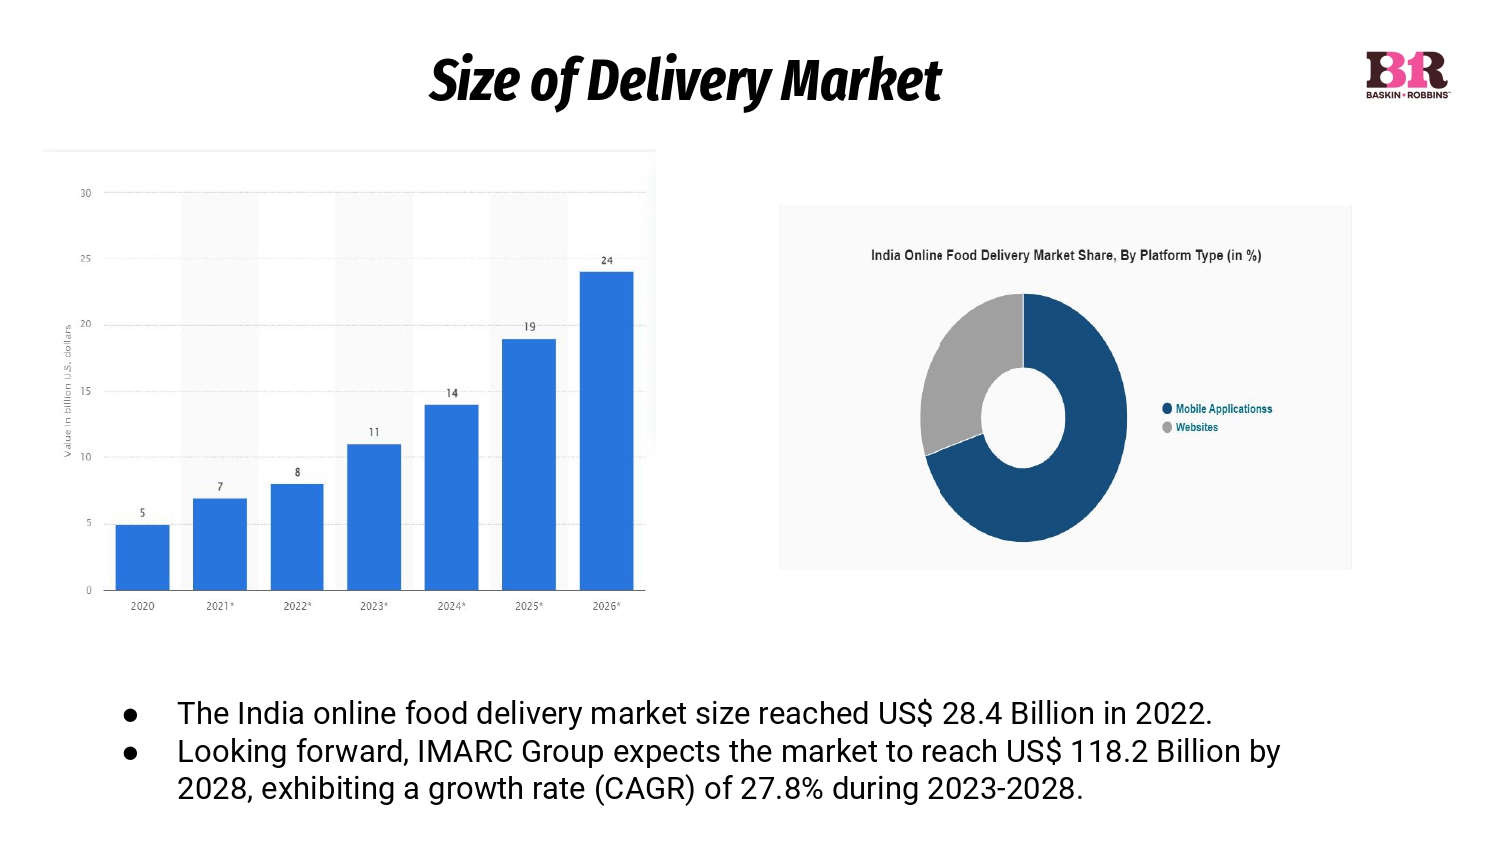 Size of Delivery Market
BR
BASKIN ROBBINS
30
25
20
15
10
5
0
Value in billion U.S. dollars
5
7
8
11
14
19
24
2020
2021*
2022*
2023*
2024*
2025*
2026*
India Online Food Delivery Market Share, By Platform Type (in %)
Mobile Applicationss
Websites
● The India online food delivery market size reached US$ 28.4 Billion in 2022.
● Looking forward, IMARC Group expects the market to reach US$ 118.2 Billion by
2028, exhibiting a growth rate (CAGR) of 27.8% during 2023-2028.